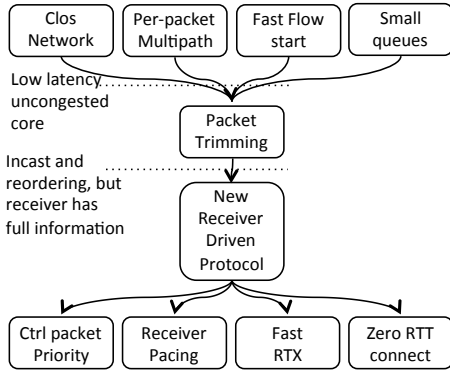 Clos
Network
Per-packet
Multipath
Fast Flow
start
Small
queues
Low latency
uncongested
core
Packet
Trimming
Incast and
reordering, but
receiver has
full information
New
Receiver
Driven
Protocol
Ctrl packet
Priority
Receiver
Pacing
Fast
RTX
Zero RTT
connect